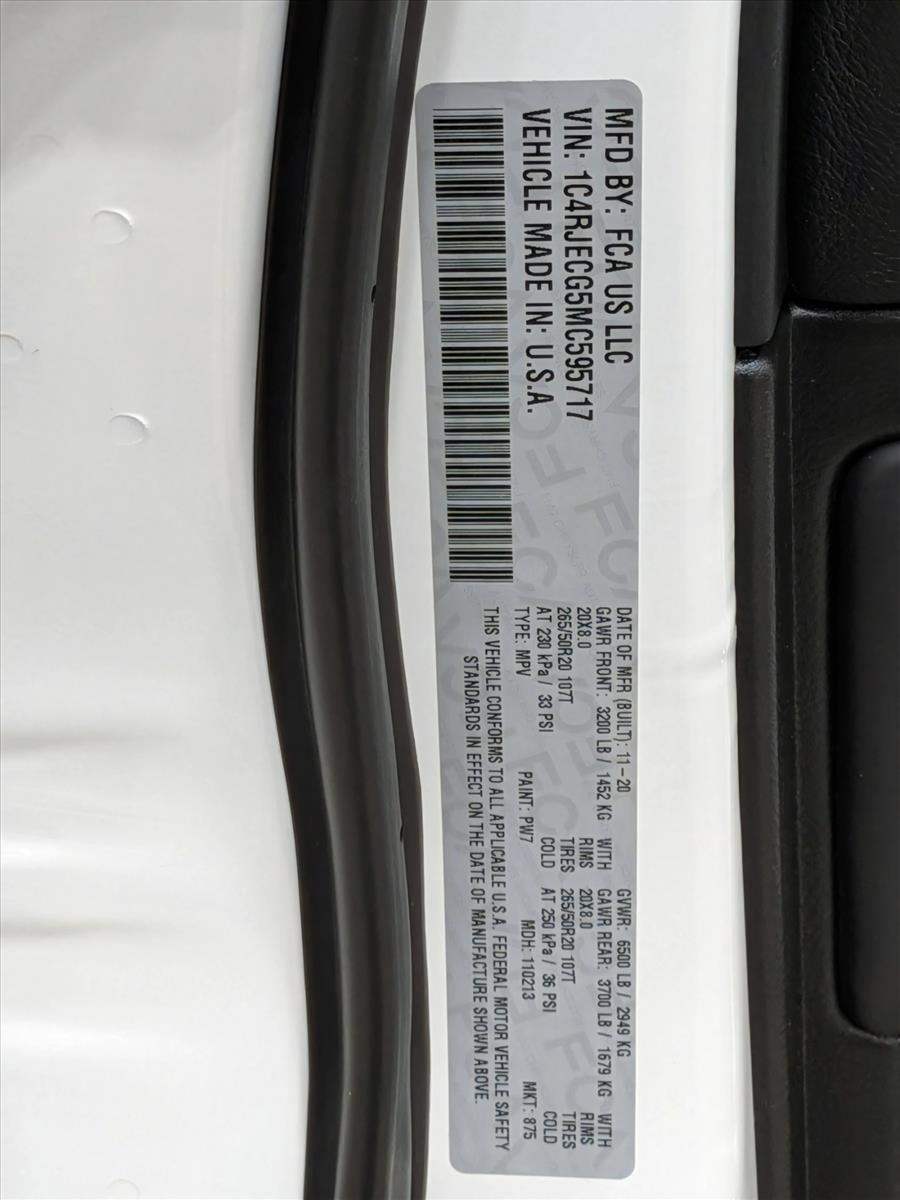 MFD BY: FCA US LLC
VIN: 1C4RJECG5MC595717
VEHICLE MADE IN: U.S.A.
DATE OF MFR (BUILT): 11-20 GVWR: 6500 LB / 2949 KG
GAWR FRONT: 3200 LB / 1452 KG WITH GAWR REAR: 3700 LB / 1679 KG WITH
20X8.0 RIMS 20X8.0 RIMS
265/50R20 107T TIRES 265/50R20 107T TIRES
AT 230 kPa / 33 PSI COLD AT 250 kPa / 36 PSI COLD
TYPE: MPV PAINT: PW7 MDH: 110213 MKT: 875
THIS VEHICLE CONFORMS TO ALL APPLICABLE U.S.A. FEDERAL MOTOR VEHICLE SAFETY
STANDARDS IN EFFECT ON THE DATE OF MANUFACTURE SHOWN ABOVE.